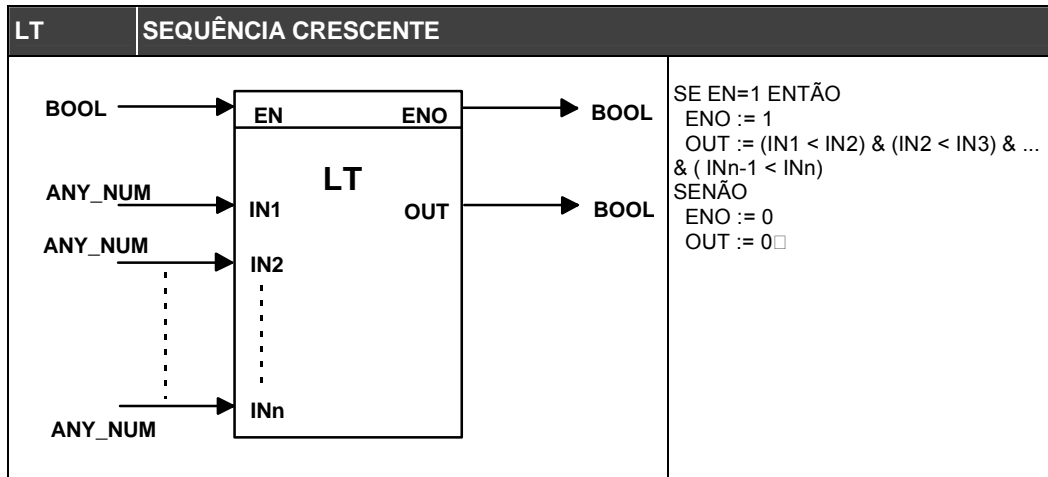 LT SEQUÊNCIA CRESCENTE
BOOL EN ENO BOOL
LT
ANY_NUM IN1 OUT BOOL
ANY_NUM IN2
ANY_NUM INn
SE EN=1 ENTÃO
ENO := 1
OUT := (IN1 < IN2) & (IN2 < IN3) & ...
& ( INn-1 < INn)
SENÃO
ENO := 0
OUT := 0□